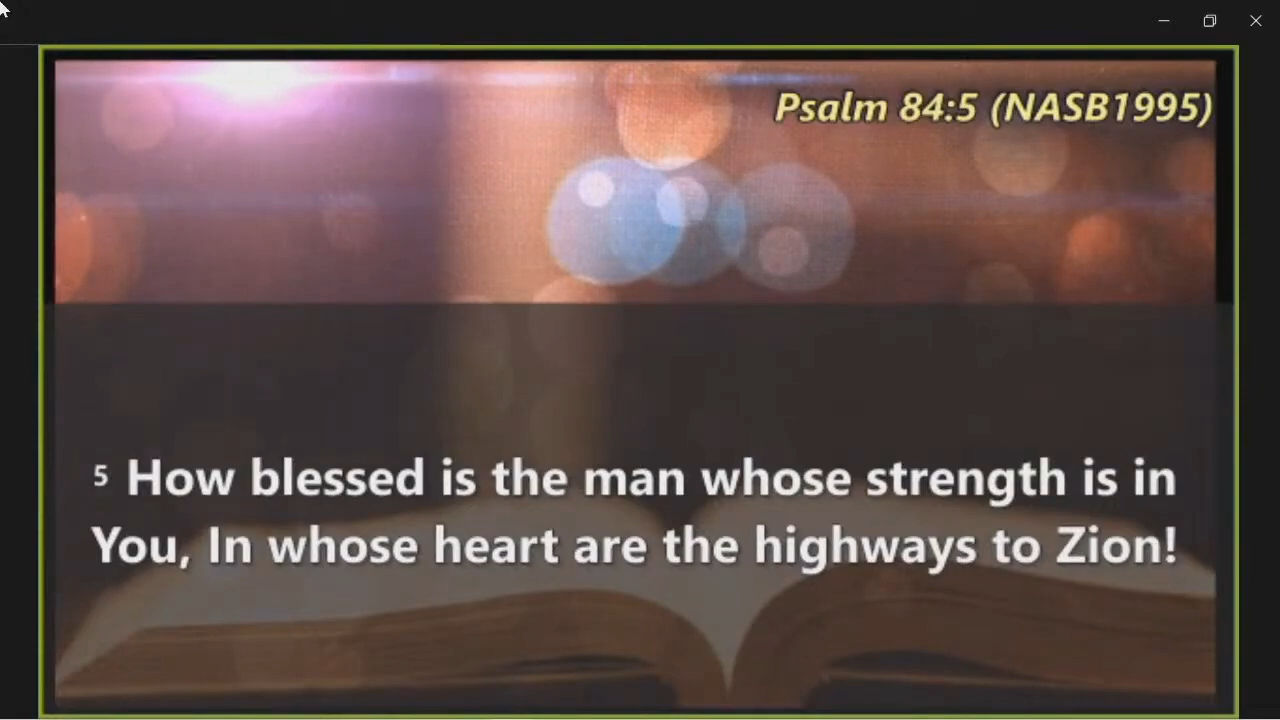 Psalm 84:5 (NASB1995)
5 How blessed is the man whose strength is in
You, In whose heart are the highways to Zion!